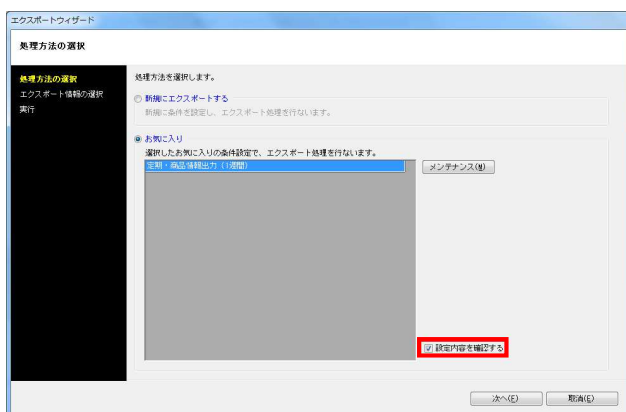 エクスポートウィザード
処理方法の選択
処理方法の選択
エクスポート情報の選択
実行
処理方法を選択します。
新規にエクスポートする
新規に条件を設定し、エクスポート処理を行ないます。
お気に入り
選択したお気に入りの条件設定で、エクスポート処理を行ないます。
定期・商品情報出力（1週間）
メンテナンス(M)
設定内容を確認する
次へ(E)
取消(E)